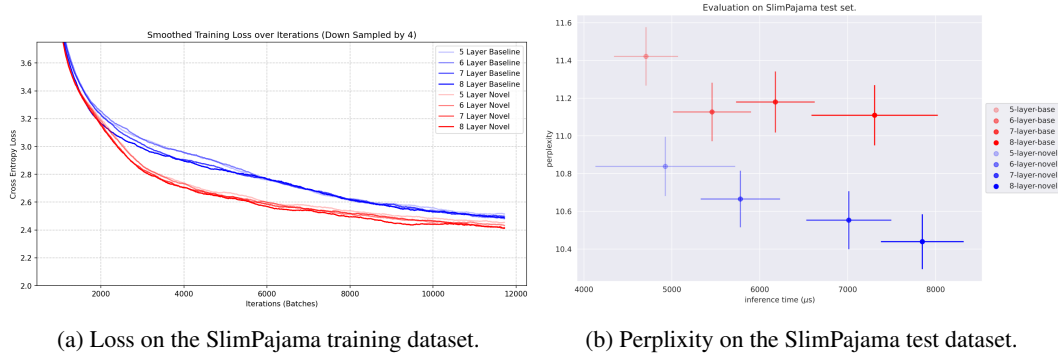 Smoothed Training Loss over Iterations (Down Sampled by 4)
Cross Entropy Loss
3.6
3.4
3.2
3.0
2.8
2.6
2.4
2.2
2.0
5 Layer Baseline
6 Layer Baseline
7 Layer Baseline
8 Layer Baseline
5 Layer Novel
6 Layer Novel
7 Layer Novel
8 Layer Novel
2000 4000 6000 8000 10000 12000
Iterations (Batches)
(a) Loss on the SlimPajama training dataset.
Evaluation on SlimPajama test set.
perplexity
11.6
11.4
11.2
11.0
10.8
10.6
10.4
5-layer-base
6-layer-base
7-layer-base
8-layer-base
5-layer-novel
6-layer-novel
7-layer-novel
8-layer-novel
4000 5000 6000 7000 8000
inference time (μs)
(b) Perplixity on the SlimPajama test dataset.